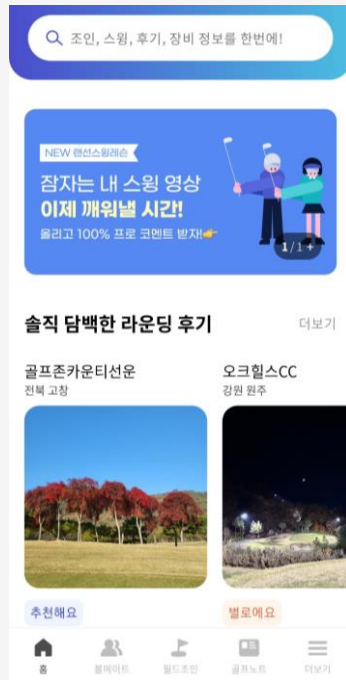 조인, 스윙, 후기, 장비 정보를 한번에!
NEW 랜선스윙레슨
잠자는 내 스윙 영상
이제 깨워낼 시간!
올리고 100% 프로 코멘트 받자!👉
1/1 +
솔직 담백한 라운딩 후기
더보기
골프존카운티선운
전북 고창
오크힐스CC
강원 원주
추천해요
별로에요
홈
볼메이트
필드조인
골프노트
더보기